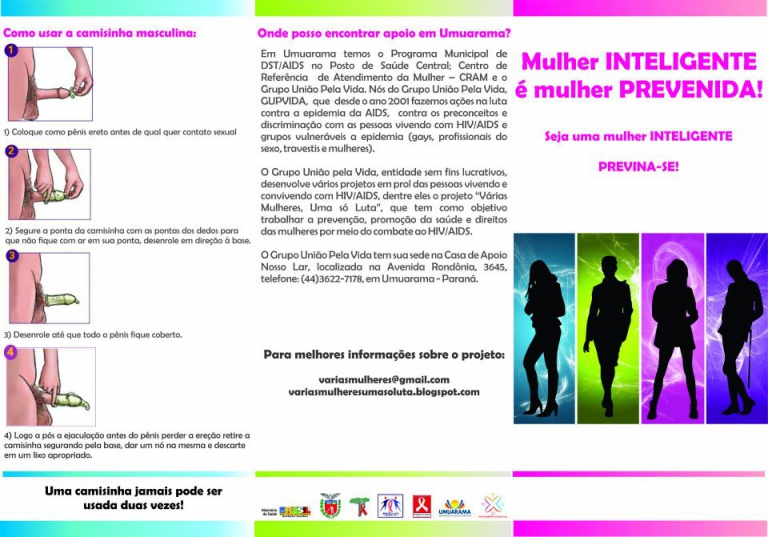 Como usar a camisinha masculina:
1
1) Coloque como pênis ereto antes de qual quer contato sexual
2
2) Segure a ponta da camisinha com as pontas dos dedos para
que não fique com ar em sua ponta, desenrole em direção à base.
3
3) Desenrole até que todo o pênis fique coberto.
4
4) Logo a pós a ejaculação antes do pênis perder a ereção retire a
camisinha segurando pela base, dar um nó na mesma e descarte
em um lixo apropriado.
Uma camisinha jamais pode ser
usada duas vezes!
Onde posso encontrar apoio em Umuarama?
Em Umuarama temos o Programa Municipal de
DST/AIDS no Posto de Saúde Central; Centro de
Referência de Atendimento da Mulher – CRAM e o
Grupo União Pela Vida. Nós do Grupo União Pela Vida,
GUPVIDA, que desde o ano 2001 fazemos ações na luta
contra a epidemia da AIDS, contra os preconceitos e
discriminação com as pessoas vivendo com HIV/AIDS e
grupos vulneráveis a epidemia (gays, profissionais do
sexo, travestis e mulheres).
O Grupo União pela Vida, entidade sem fins lucrativos,
desenvolve vários projetos em prol das pessoas vivendo e
convivendo com HIV/AIDS, dentre eles o projeto "Várias
Mulheres, Uma só Luta", que tem como objetivo
trabalhar a prevenção, promoção da saúde e direitos
das mulheres por meio do combate ao HIV/AIDS.
O Grupo União Pela Vida tem sua sede na Casa de Apoio
Nosso Lar, localizada na Avenida Rondônia, 3645,
telefone: (44)3622-7178, em Umuarama - Paraná.
Para melhores informações sobre o projeto:
variasmulheres@gmail.com
variasmulheresumasoluta.blogspot.com
Ministério
da Saúde
BRASIL
UMUARAMA
Mulher INTELIGENTE
é mulher PREVENIDA!
Seja uma mulher INTELIGENTE
PREVINA-SE!